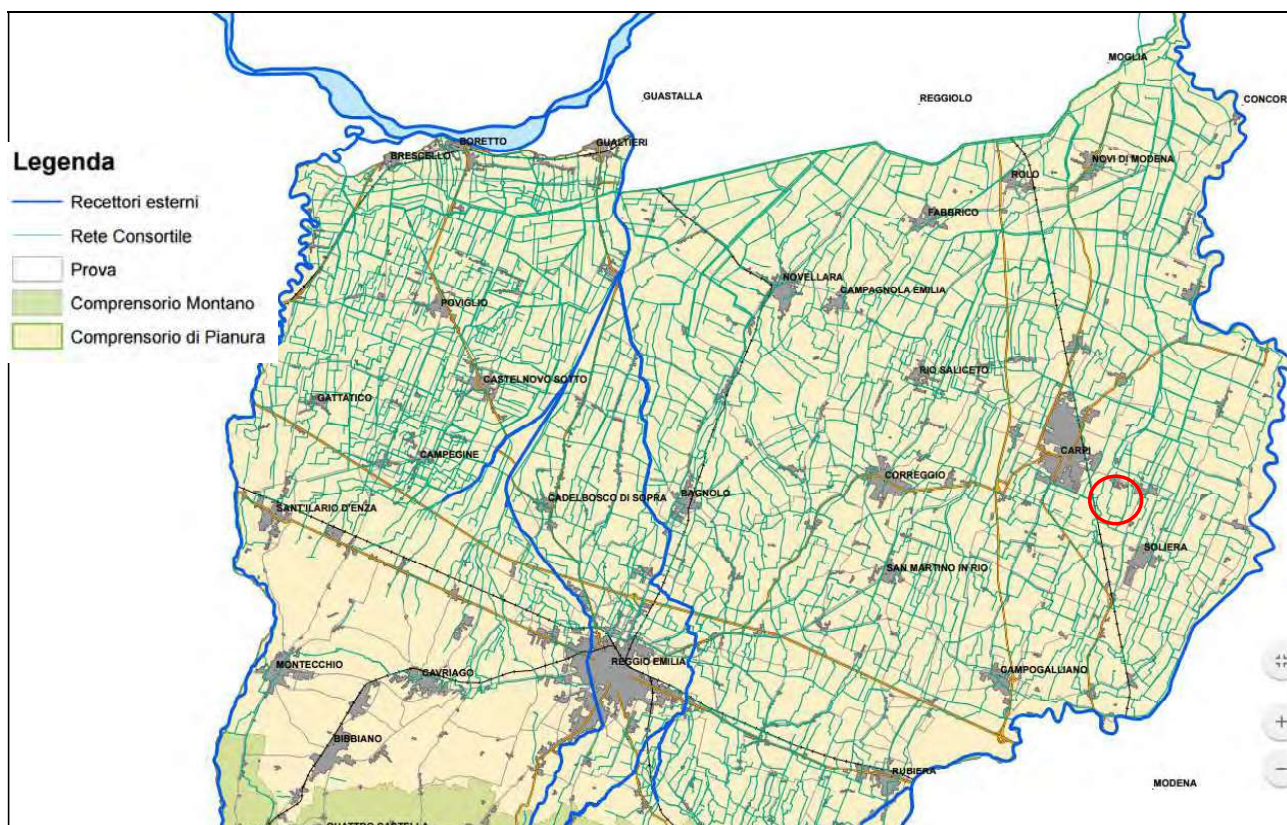 MOGLIA
GUASTALLA
REGGIOLO
CONCOR
BORETTO
GUALTIERI
BRESCELLO
Legenda
Recettori esterni
Rete Consortile
Prova
Comprensorio Montano
Comprensorio di Pianura
NOVI DI MODENA
ROLO
FABBRICO
NOVELLARA
CAMPAGNOLA EMILIA
POVIGLIO
RIO SALICETO
CASTELNOVO SOTTO
GATTATICO
CARPI
CAMPEGINE
CORREGGIO
BAGNOLO
CADELBOSCO DI SOPRA
SANT'ILARIO D'ENZA
SOLIERA
SAN MARTINO IN RIO
REGGIO EMILIA
MONTECCHIO
CAVRIAGO
CAMPOGALLIANO
BIBBIANO
RUBIERA
MODENA
QUATTRO CASTELLA